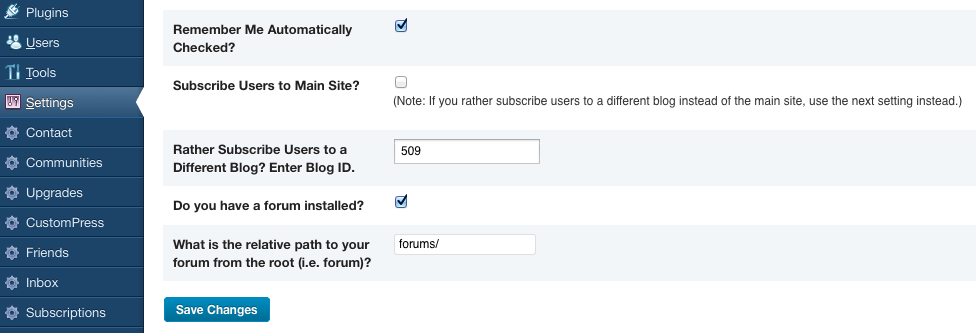 Plugins
Users
Tools
Settings
Contact
Communities
Upgrades
CustomPress
Friends
Inbox
Subscriptions
Remember Me Automatically
Checked?
Subscribe Users to Main Site?
(Note: If you rather subscribe users to a different blog instead of the main site, use the next setting instead.)
Rather Subscribe Users to a
Different Blog? Enter Blog ID.
509
Do you have a forum installed?
What is the relative path to your
forum from the root (i.e. forum)?
forums/
Save Changes